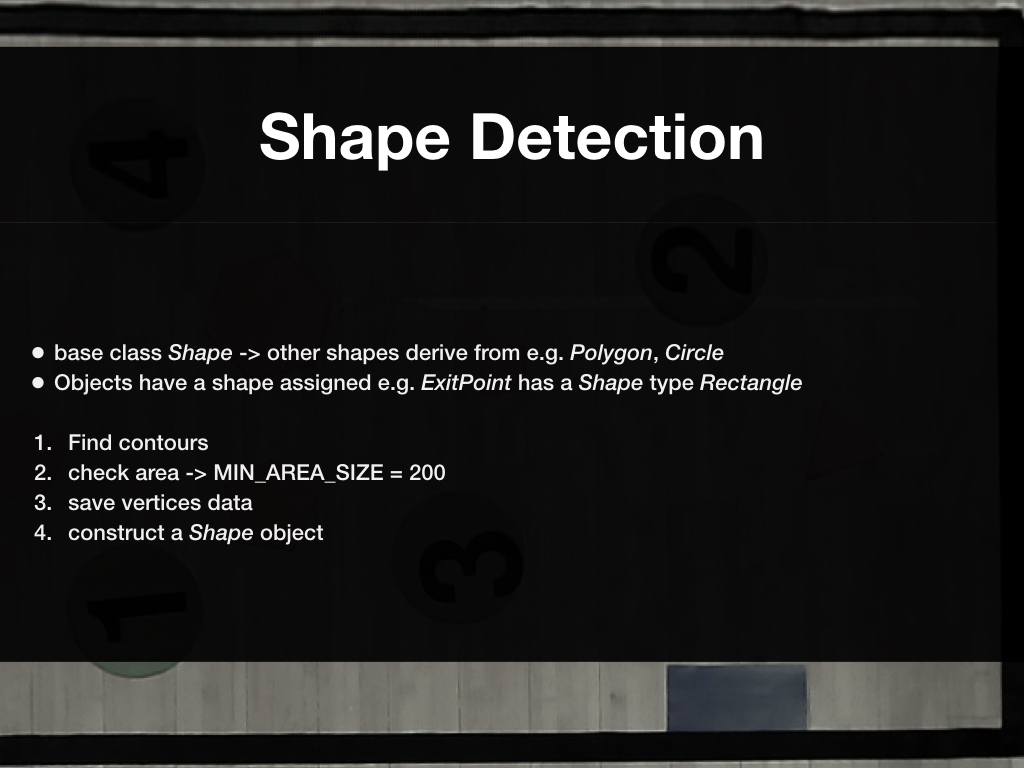 Shape Detection
4
2
● base class Shape -> other shapes derive from e.g. Polygon, Circle
● Objects have a shape assigned e.g. ExitPoint has a Shape type Rectangle
1. Find contours
2. check area -> MIN_AREA_SIZE = 200
3. save vertices data
4. construct a Shape object
3
1